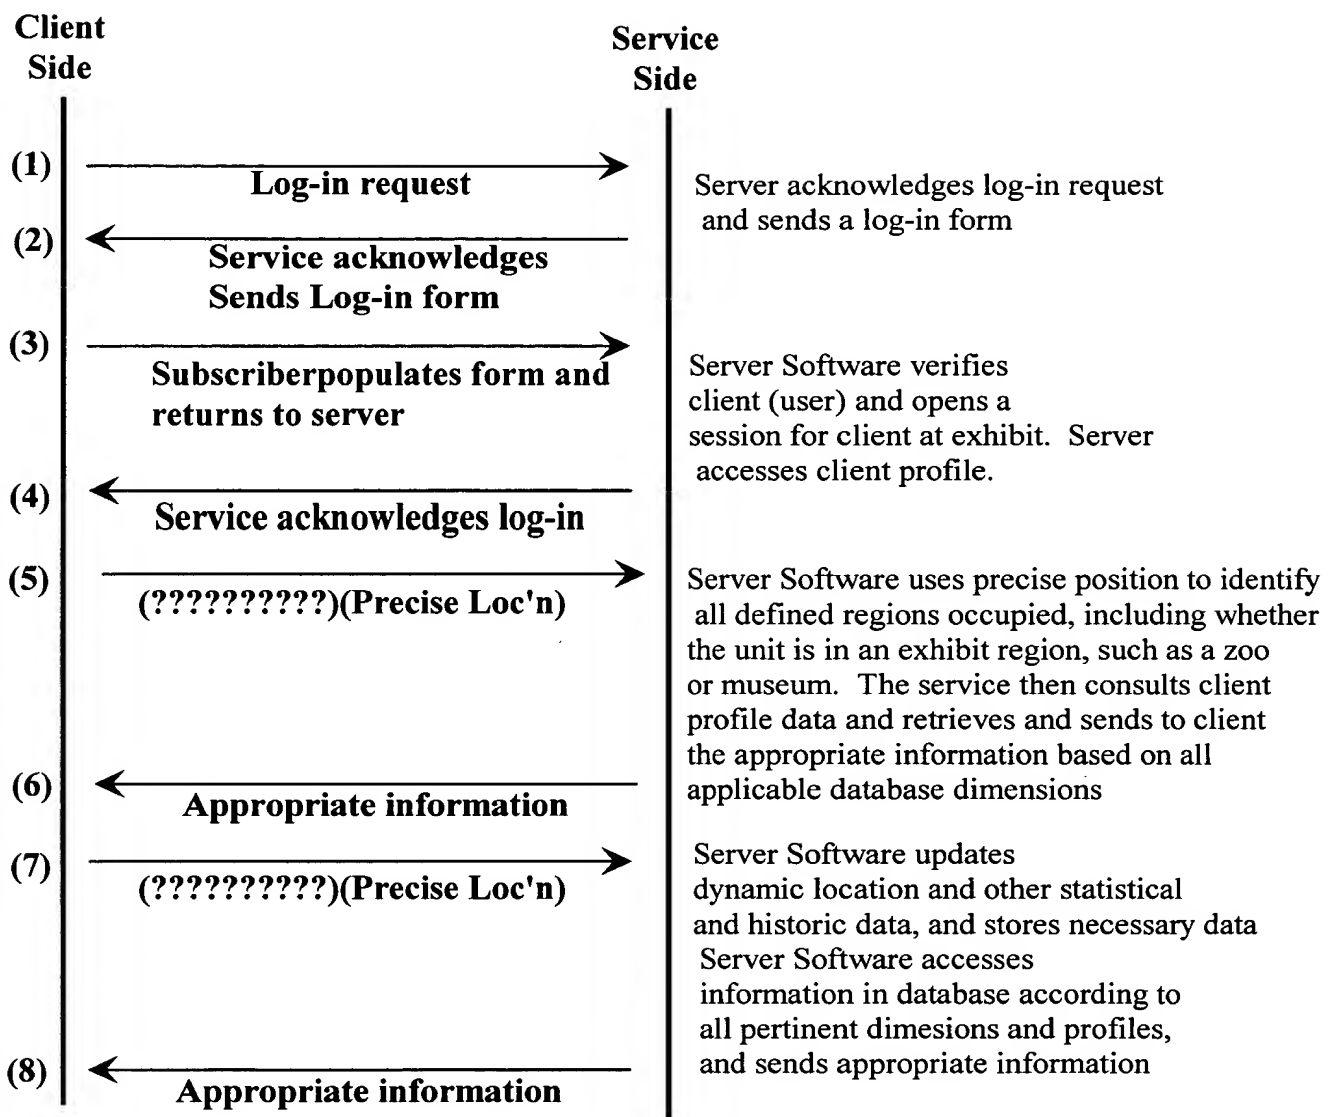 Client
Side
Service
Side
(1)
Log-in request
Server acknowledges log-in request
and sends a log-in form
(2)
Service acknowledges
Sends Log-in form
(3)
Subscriberpopulates form and
returns to server
Server Software verifies
client (user) and opens a
session for client at exhibit. Server
accesses client profile.
(4)
Service acknowledges log-in
(5)
(??????????)(Precise Loc'n)
Server Software uses precise position to identify
all defined regions occupied, including whether
the unit is in an exhibit region, such as a zoo
or museum. The service then consults client
profile data and retrieves and sends to client
the appropriate information based on all
applicable database dimensions
(6)
Appropriate information
(7)
(??????????)(Precise Loc'n)
Server Software updates
dynamic location and other statistical
and historic data, and stores necessary data
Server Software accesses
information in database according to
all pertinent dimesions and profiles,
and sends appropriate information
(8)
Appropriate information